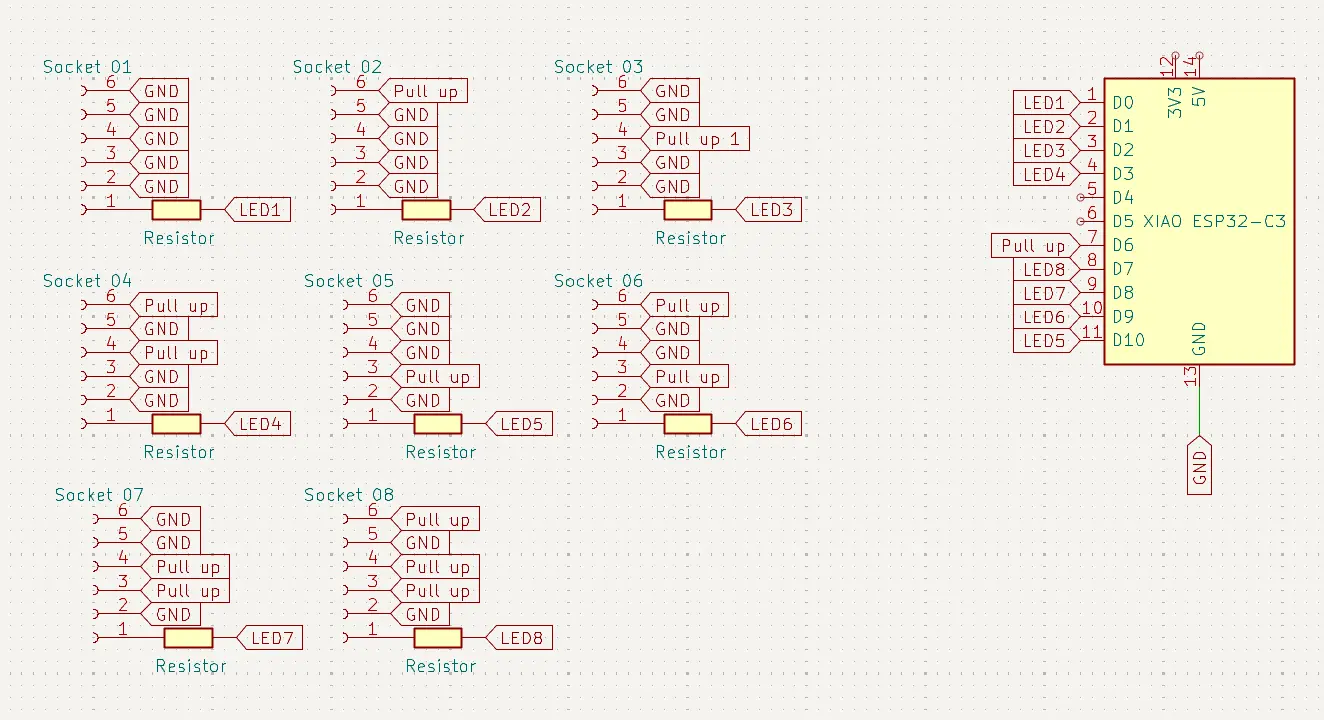 Socket 01
6 GND
5 GND
4 GND
3 GND
2 GND
1 LED1
Resistor
Socket 02
6 Pull up
5 GND
4 GND
3 GND
2 GND
1 LED2
Resistor
Socket 03
6 GND
5 GND
4 Pull up 1
3 GND
2 GND
1 LED3
Resistor
Socket 04
6 Pull up
5 GND
4 Pull up
3 GND
2 GND
1 LED4
Resistor
Socket 05
6 GND
5 GND
4 GND
3 Pull up
2 GND
1 LED5
Resistor
Socket 06
6 Pull up
5 GND
4 GND
3 Pull up
2 GND
1 LED6
Resistor
Socket 07
6 GND
5 GND
4 Pull up
3 Pull up
2 GND
1 LED7
Resistor
Socket 08
6 Pull up
5 GND
4 Pull up
3 Pull up
2 GND
1 LED8
Resistor
12 14
3V3 5V
LED1 1 D0
LED2 2 D1
LED3 3 D2
LED4 4 D3
5 D4
6 D5 XIAO ESP32-C3
Pull up 7 D6
LED8 8 D7
LED7 9 D8
LED6 10 D9
LED5 11 D10
GND
13
GND